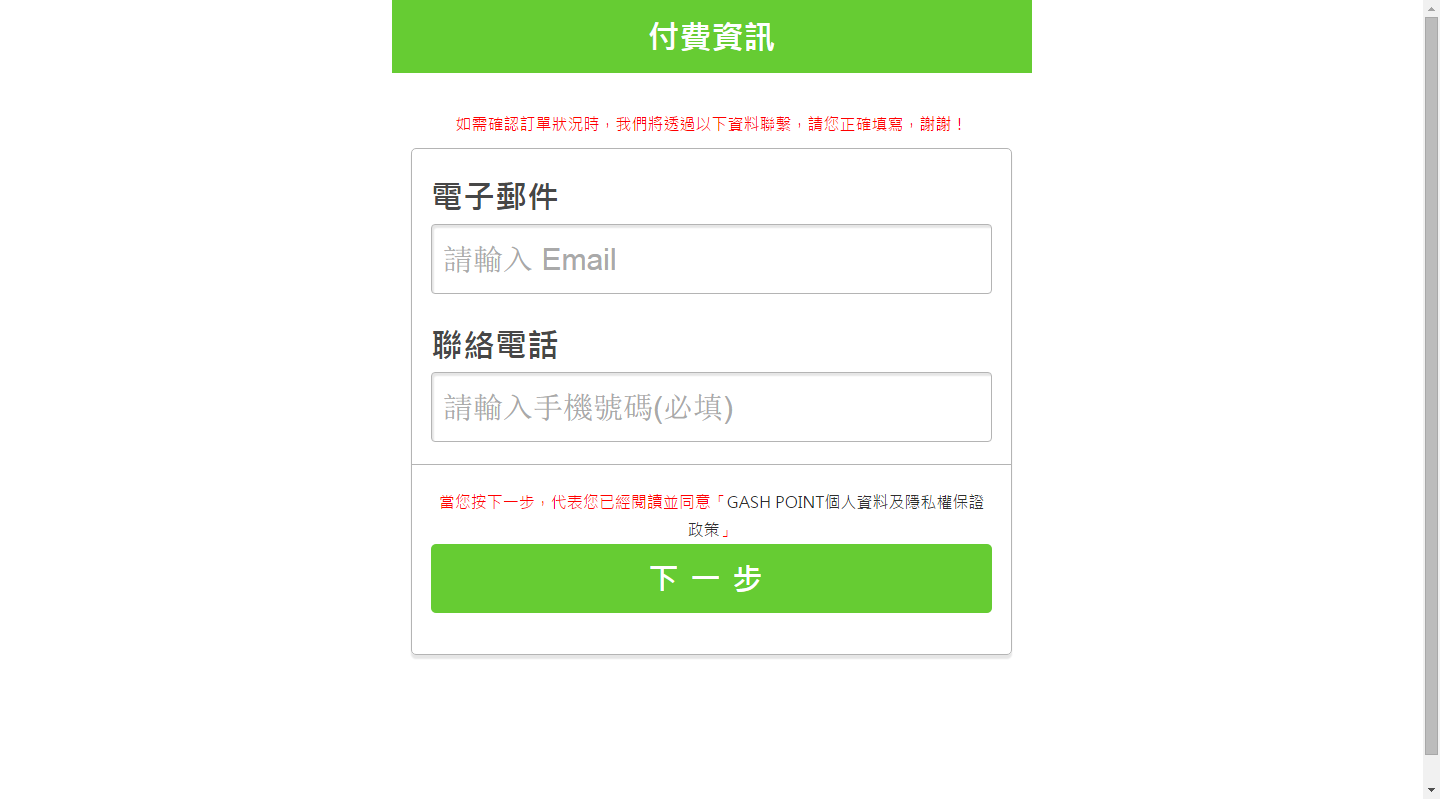 付費資訊
如需確認訂單狀況時，我們將透過以下資料聯繫，請您正確填寫，謝謝！
電子郵件
請輸入 Email
聯絡電話
請輸入手機號碼(必填)
當您按下一步，代表您已經閱讀並同意「GASH POINT個人資料及隱私權保證
政策」
下 一 步